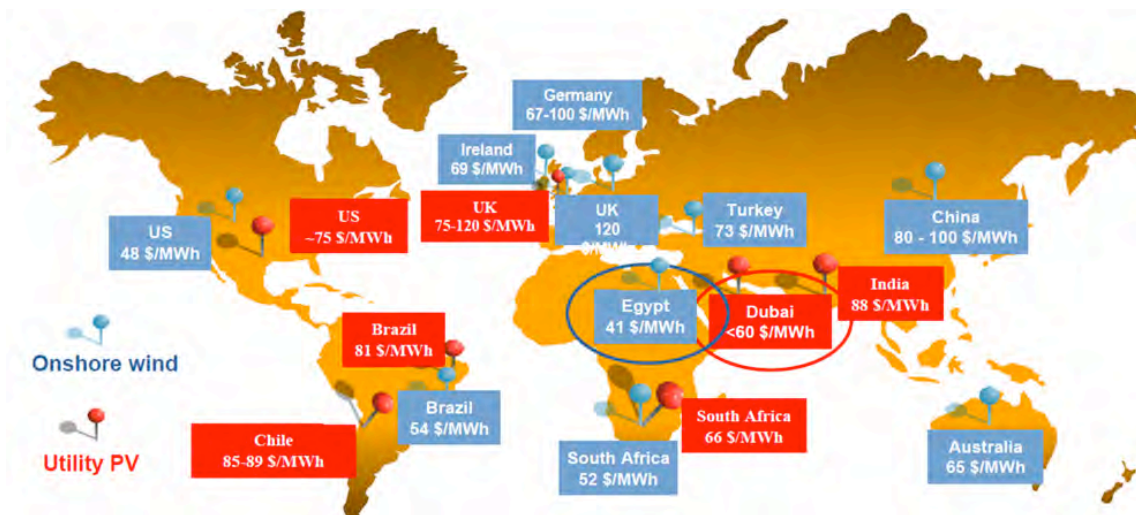 Germany
67-100 $/MWh
Ireland
69 $/MWh
US
48 $/MWh
US
~75 $/MWh
UK
75-120 $/MWh
UK
120
$/MWh
Turkey
73 $/MWh
China
80 - 100 $/MWh
Egypt
41 $/MWh
Dubai
<60 $/MWh
India
88 $/MWh
Onshore wind
Brazil
81 $/MWh
Brazil
54 $/MWh
Utility PV
Chile
85-89 $/MWh
South Africa
52 $/MWh
South Africa
66 $/MWh
Australia
65 $/MWh